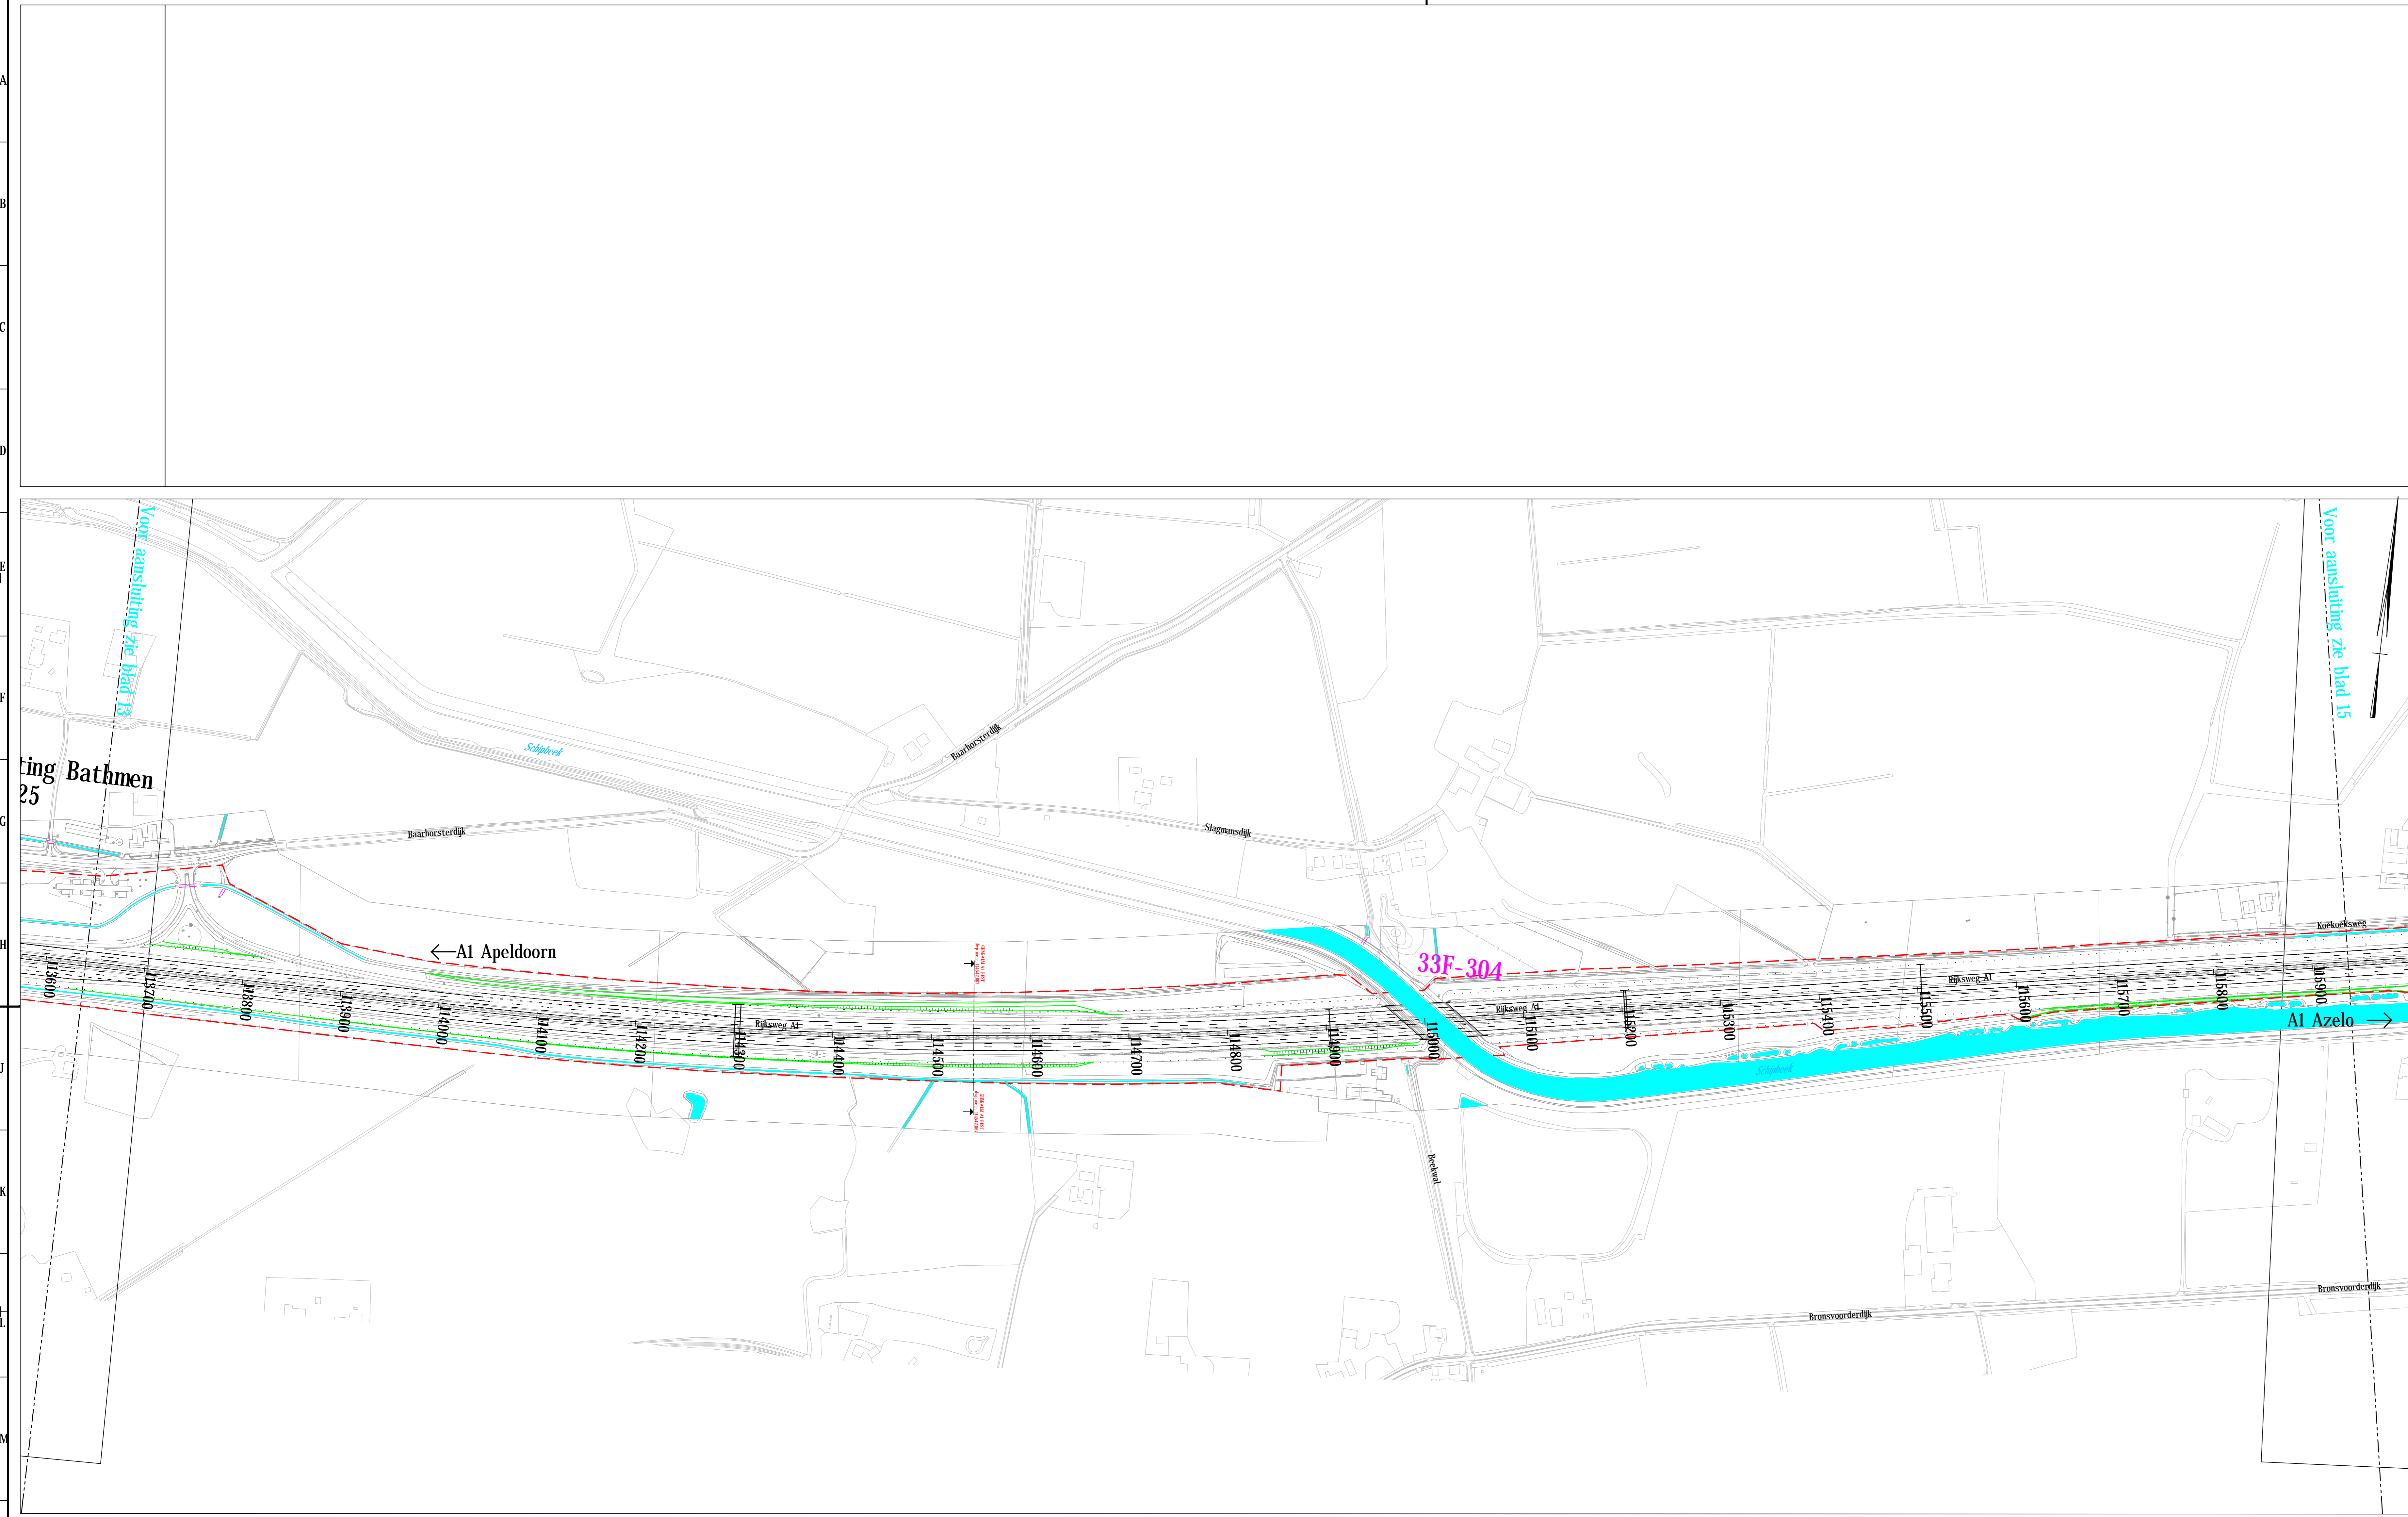 A
B
C
D
E
F
G
H
J
K
L
M
Voor aansluiting zie blad 13
Voor aansluiting zie blad 15
ting Bathmen
25
Schipbeek
Baarhorsterdijk
Baarhorsterdijk
Slagmansdijk
A1 Apeldoorn
33F-304
Koekoeksweg
Rijksweg A1
Rijksweg A1
Rijksweg A1
A1 Azelo
113600
113700
113800
113900
114000
114100
114200
114300
114400
114500
114600
114700
114800
114900
115000
115100
115200
115300
115400
115500
115600
115700
115800
115900
Schipbeek
Beekwal
Bronsvoorderdijk
Bronsvoorderdijk